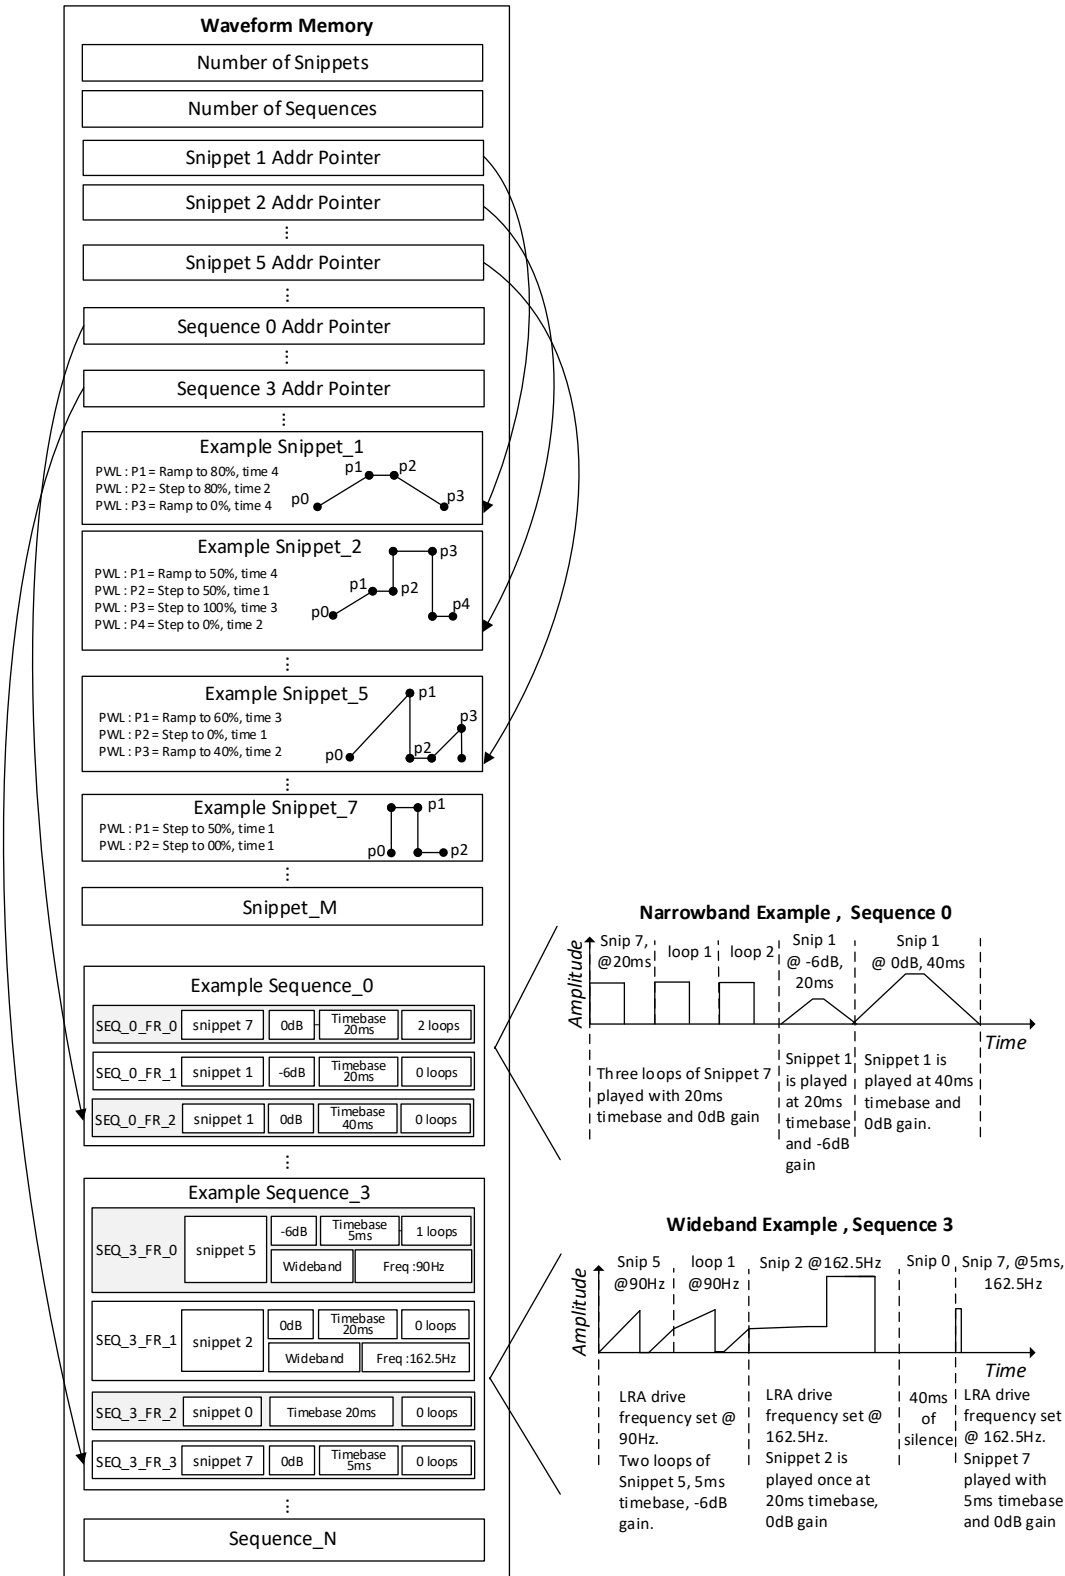 Waveform Memory
Number of Snippets
Number of Sequences
Snippet 1 Addr Pointer
Snippet 2 Addr Pointer
⋮
Snippet 5 Addr Pointer
⋮
Sequence 0 Addr Pointer
⋮
Sequence 3 Addr Pointer
⋮
Example Snippet_1
PWL : P1 = Ramp to 80%, time 4
PWL : P2 = Step to 80%, time 2
PWL : P3 = Ramp to 0%, time 4
p0
p1
p2
p3
Example Snippet_2
PWL : P1 = Ramp to 50%, time 4
PWL : P2 = Step to 50%, time 1
PWL : P3 = Step to 100%, time 3
PWL : P4 = Step to 0%, time 2
p0
p1
p2
p3
p4
⋮
Example Snippet_5
PWL : P1 = Ramp to 60%, time 3
PWL : P2 = Step to 0%, time 1
PWL : P3 = Ramp to 40%, time 2
p0
p1
p2
p3
⋮
Example Snippet_7
PWL : P1 = Step to 50%, time 1
PWL : P2 = Step to 00%, time 1
p0
p1
p2
⋮
Snippet_M
Example Sequence_0
SEQ_0_FR_0 snippet 7 0dB Timebase 2 loops
20ms
SEQ_0_FR_1 snippet 1 -6dB Timebase 0 loops
20ms
SEQ_0_FR_2 snippet 1 0dB Timebase 0 loops
40ms
⋮
Example Sequence_3
SEQ_3_FR_0 snippet 5
-6dB Timebase 1 loops
5ms
Wideband Freq :90Hz
SEQ_3_FR_1 snippet 2
0dB Timebase 0 loops
20ms
Wideband Freq :162.5Hz
SEQ_3_FR_2 snippet 0 Timebase 20ms 0 loops
SEQ_3_FR_3 snippet 7 0dB Timebase 0 loops
5ms
⋮
Sequence_N
Narrowband Example , Sequence 0
Amplitude
Snip 7,
@20ms
loop 1
loop 2
Snip 1
@ -6dB,
20ms
Snip 1
@ 0dB, 40ms
Time
Three loops of Snippet 7
played with 20ms
timebase and 0dB gain
Snippet 1
is played
at 20ms
timebase
and -6dB
gain
Snippet 1 is
played at 40ms
timebase and
0dB gain.
Wideband Example , Sequence 3
Amplitude
Snip 5
@90Hz
loop 1
@90Hz
Snip 2 @162.5Hz
Snip 0
Snip 7, @5ms,
162.5Hz
Time
LRA drive
frequency set @
90Hz.
Two loops of
Snippet 5, 5ms
timebase, -6dB
gain.
LRA drive
frequency set @
162.5Hz.
Snippet 2 is
played once at
20ms timebase,
0dB gain
40ms
of
silence
LRA drive
frequency set
@ 162.5Hz.
Snippet 7
played with
5ms timebase
and 0dB gain